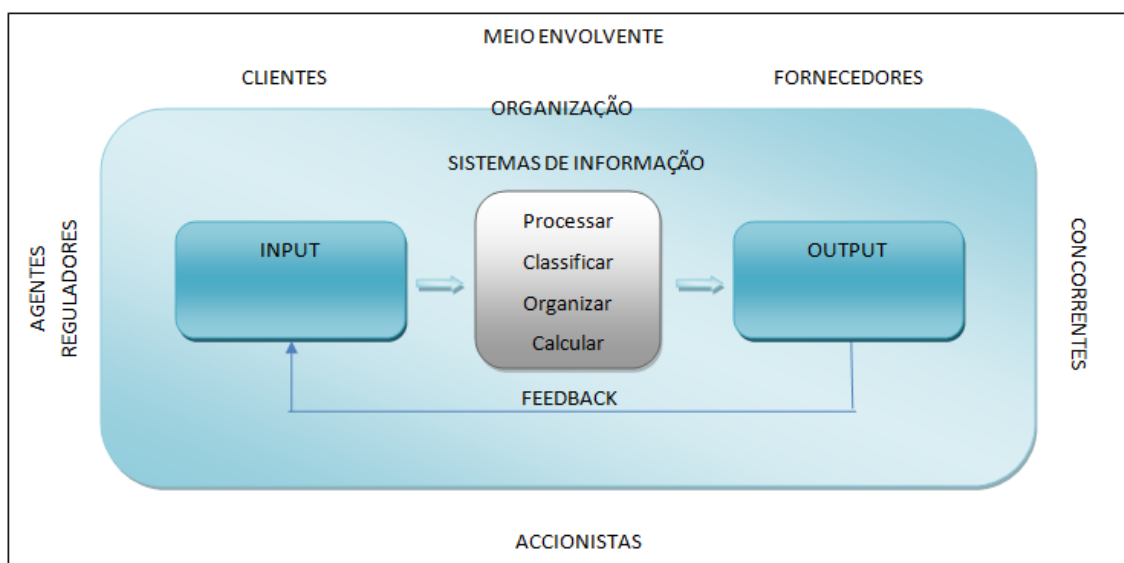 MEIO ENVOLVENTE
CLIENTES
FORNECEDORES
ORGANIZAÇÃO
SISTEMAS DE INFORMAÇÃO
AGENTES
REGULADORES
INPUT
Processar
Classificar
Organizar
Calcular
OUTPUT
CONCORRENTES
FEEDBACK
ACCIONISTAS